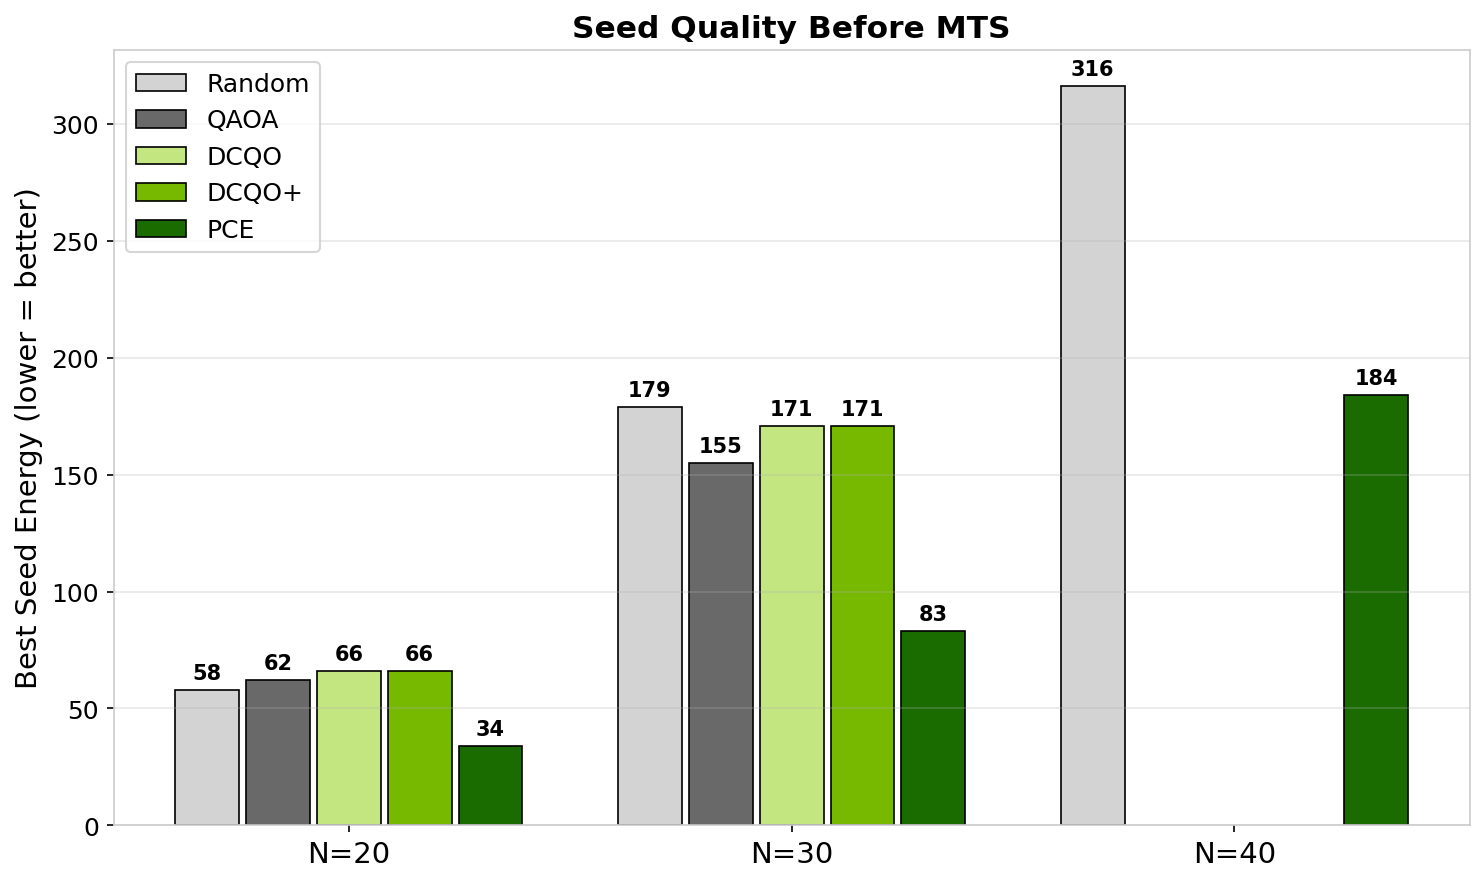 Seed Quality Before MTS
Best Seed Energy (lower = better)
300
250
200
150
100
50
0
Random
QAOA
DCQO
DCQO+
PCE
58
62
66
66
34
179
155
171
171
83
316
184
N=20
N=30
N=40